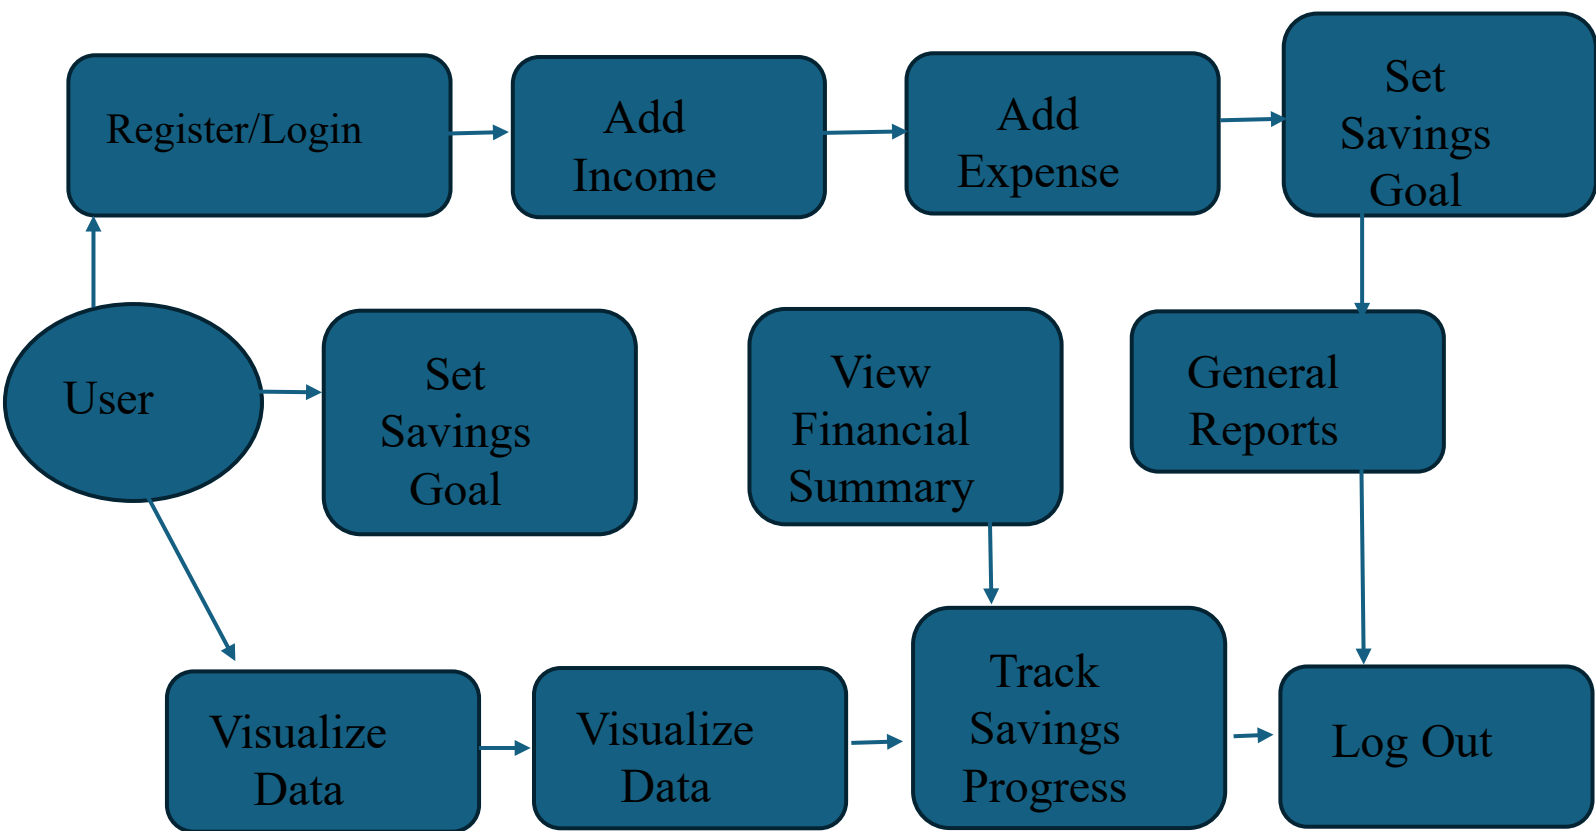 Register/Login
Add
Income
Add
Expense
Set
Savings
Goal
User
Set
Savings
Goal
View
Financial
Summary
General
Reports
Visualize
Data
Visualize
Data
Track
Savings
Progress
Log Out